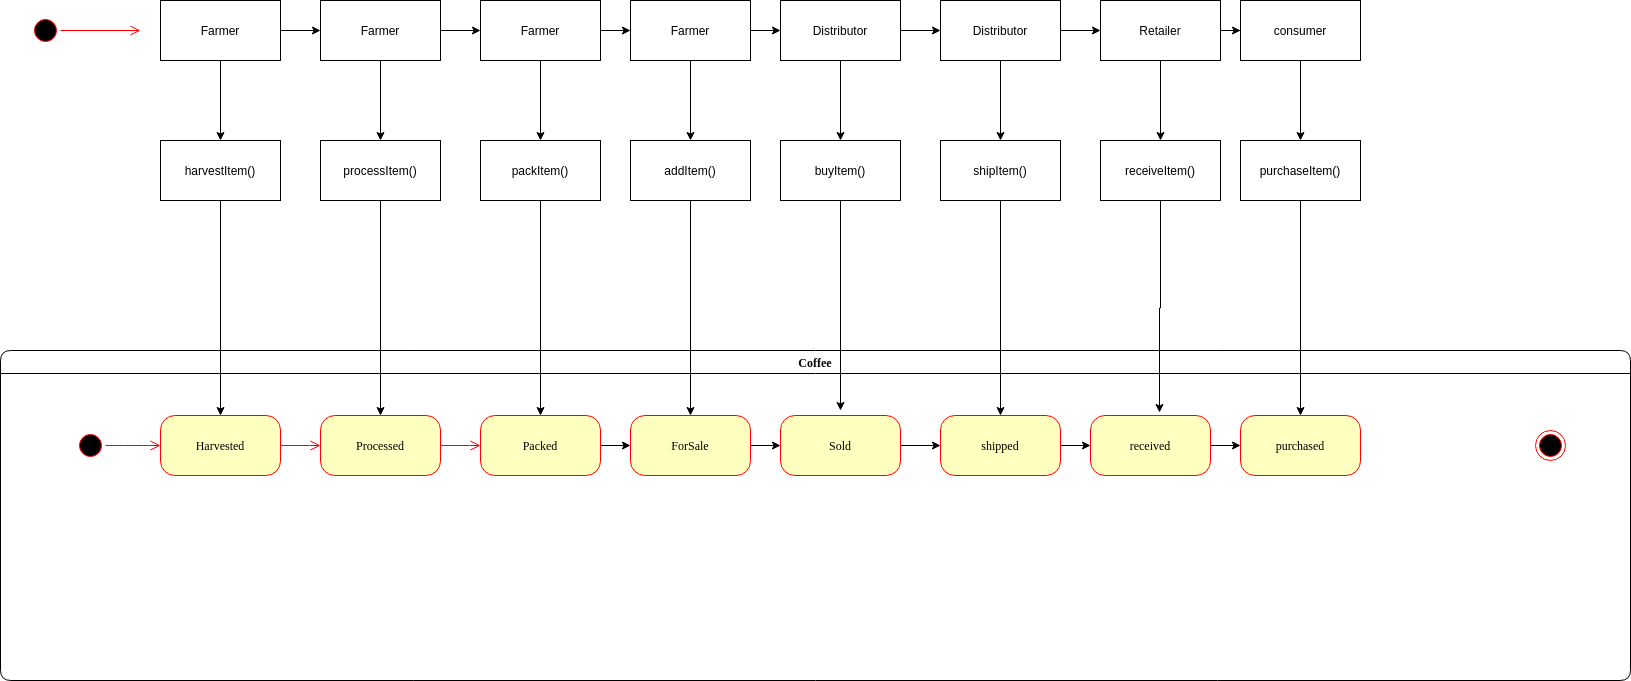 Farmer
Farmer
Farmer
Farmer
Distributor
Distributor
Retailer
consumer
harvestItem()
processItem()
packItem()
addItem()
buyItem()
shipItem()
receiveItem()
purchaseItem()
Coffee
Harvested
Processed
Packed
ForSale
Sold
shipped
received
purchased